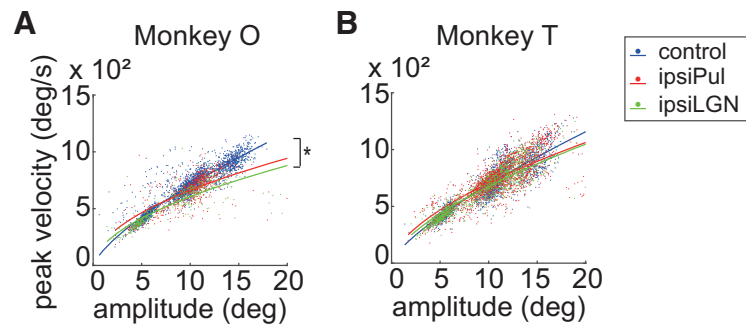 A
Monkey O
B
Monkey T
control
ipsiPul
ipsiLGN
x 10²
15
10
5
0
peak velocity (deg/s)
*
0 5 10 15 20
amplitude (deg)
x 10²
15
10
5
0
0 5 10 15 20
amplitude (deg)